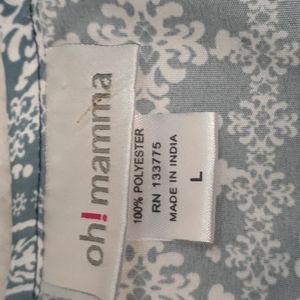 oh!mamma
100% POLYESTER
RN 133775
MADE IN INDIA
L